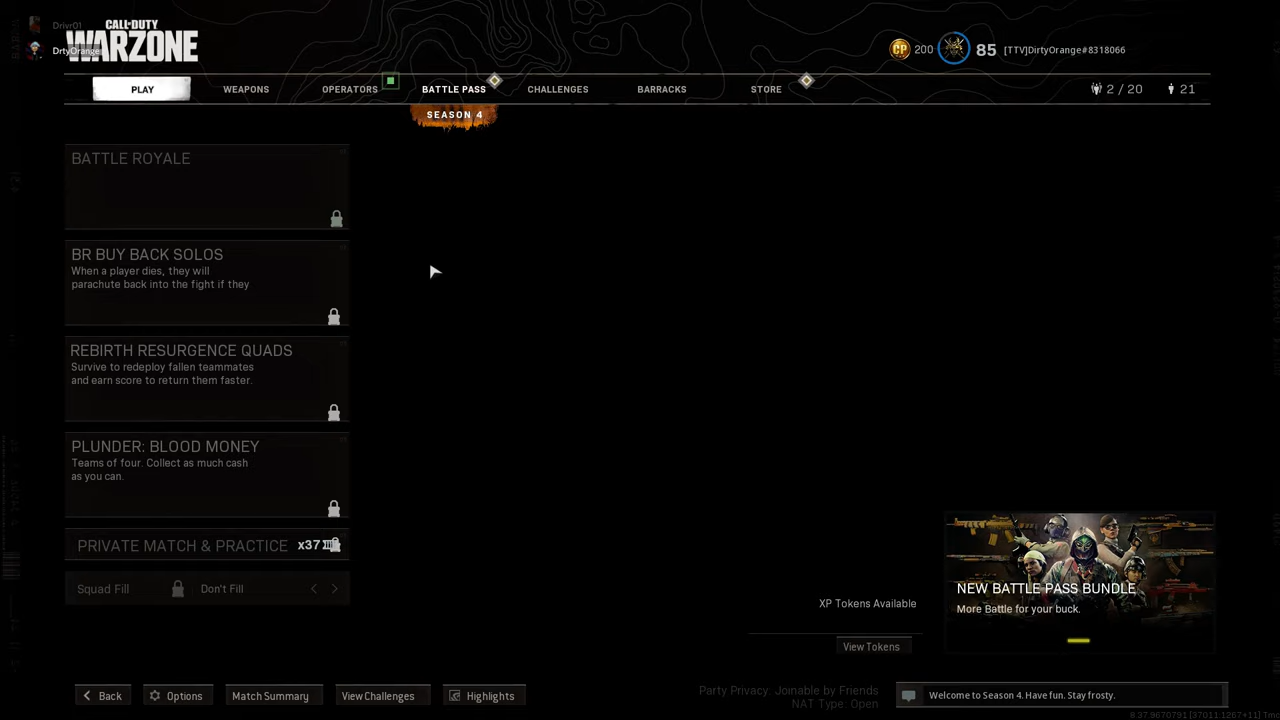 Drivr01
DrtyOrange
CALL OF DUTY
WARZONE
CP 200
85 [TTV]DirtyOrange#8318066
PLAY WEAPONS OPERATORS BATTLE PASS CHALLENGES BARRACKS STORE
2 / 20 21
SEASON 4
BATTLE ROYALE
BR BUY BACK SOLOS
When a player dies, they will
parachute back into the fight if they
REBIRTH RESURGENCE QUADS
Survive to redeploy fallen teammates
and earn score to return them faster.
PLUNDER: BLOOD MONEY
Teams of four. Collect as much cash
as you can.
PRIVATE MATCH & PRACTICE x37
Squad Fill Don't Fill
XP Tokens Available
View Tokens
NEW BATTLE PASS BUNDLE
More Battle for your buck.
Back Options Match Summary View Challenges Highlights
Party Privacy: Joinable by Friends
NAT Type: Open
Welcome to Season 4. Have fun. Stay frosty.